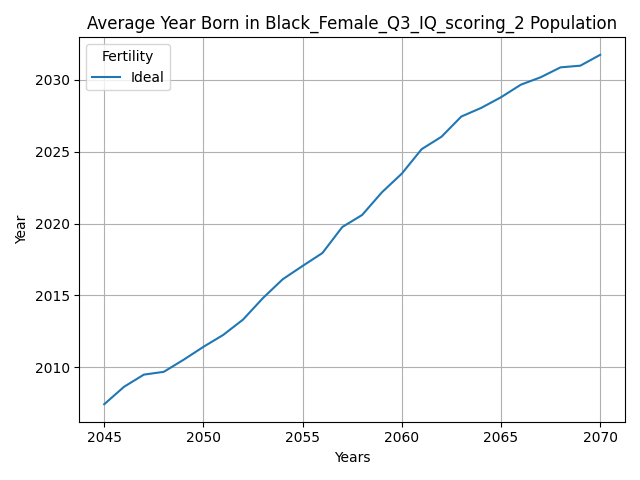 Average Year Born in Black_Female_Q3_IQ_scoring_2 Population
Fertility
Ideal
Year
2030
2025
2020
2015
2010
2045 2050 2055 2060 2065 2070
Years